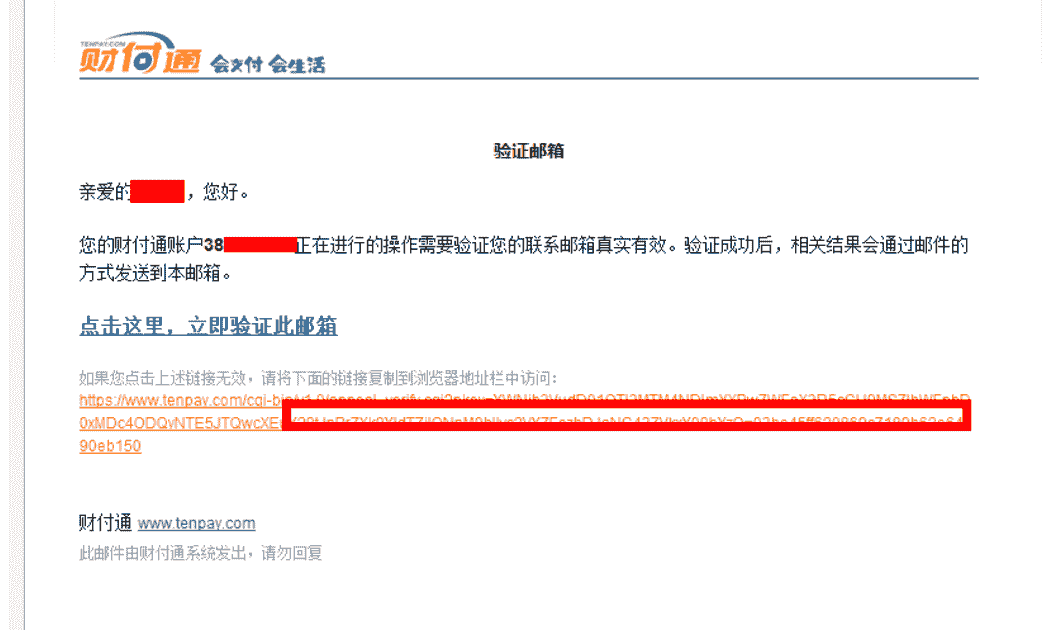 TENPAY.COM
财付通 会支付 会生活
验证邮箱
亲爱的，您好。
您的财付通账户38正在进行的操作需要验证您的联系邮箱真实有效。验证成功后，相关结果会通过邮件的
方式发送到本邮箱。
点击这里，立即验证此邮箱
如果您点击上述链接无效，请将下面的链接复制到浏览器地址栏中访问：
https://www.tenpay.com/cgi-bin/v1.0/
90eb150
财付通 www.tenpay.com
此邮件由财付通系统发出，请勿回复